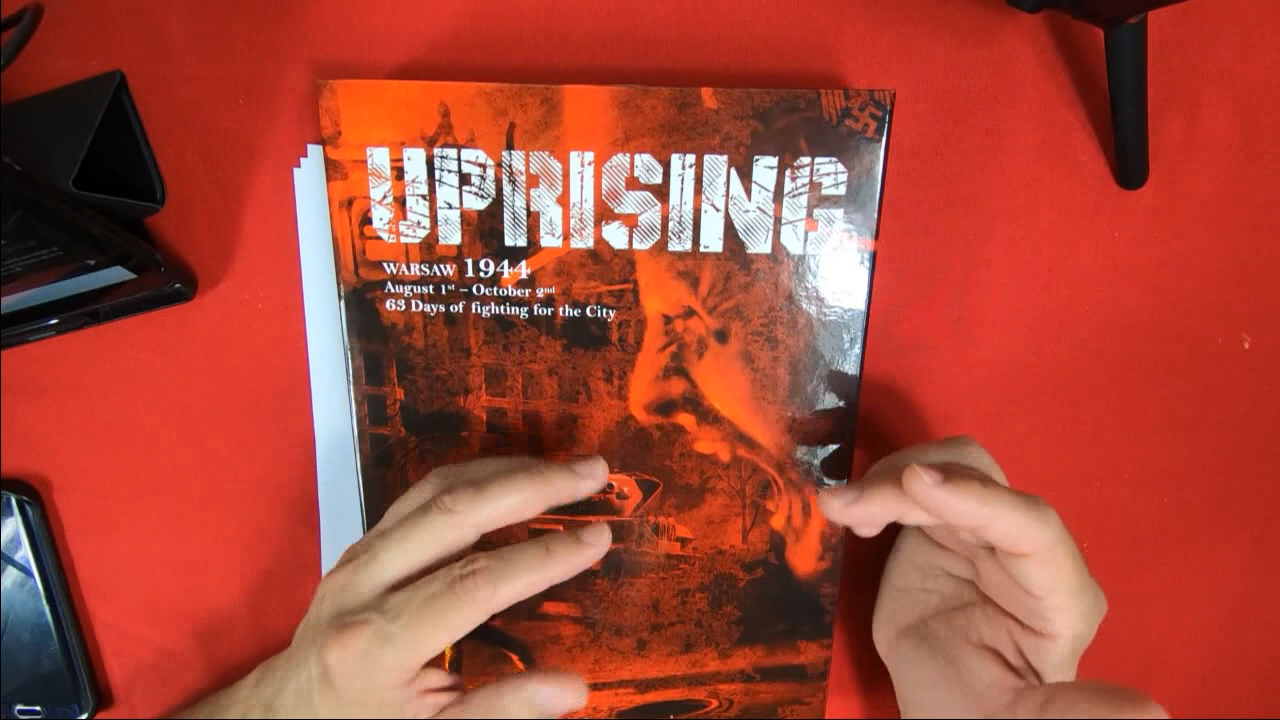 UPRISING
WARSAW 1944
August 1st – October 2nd
63 Days of fighting for the City